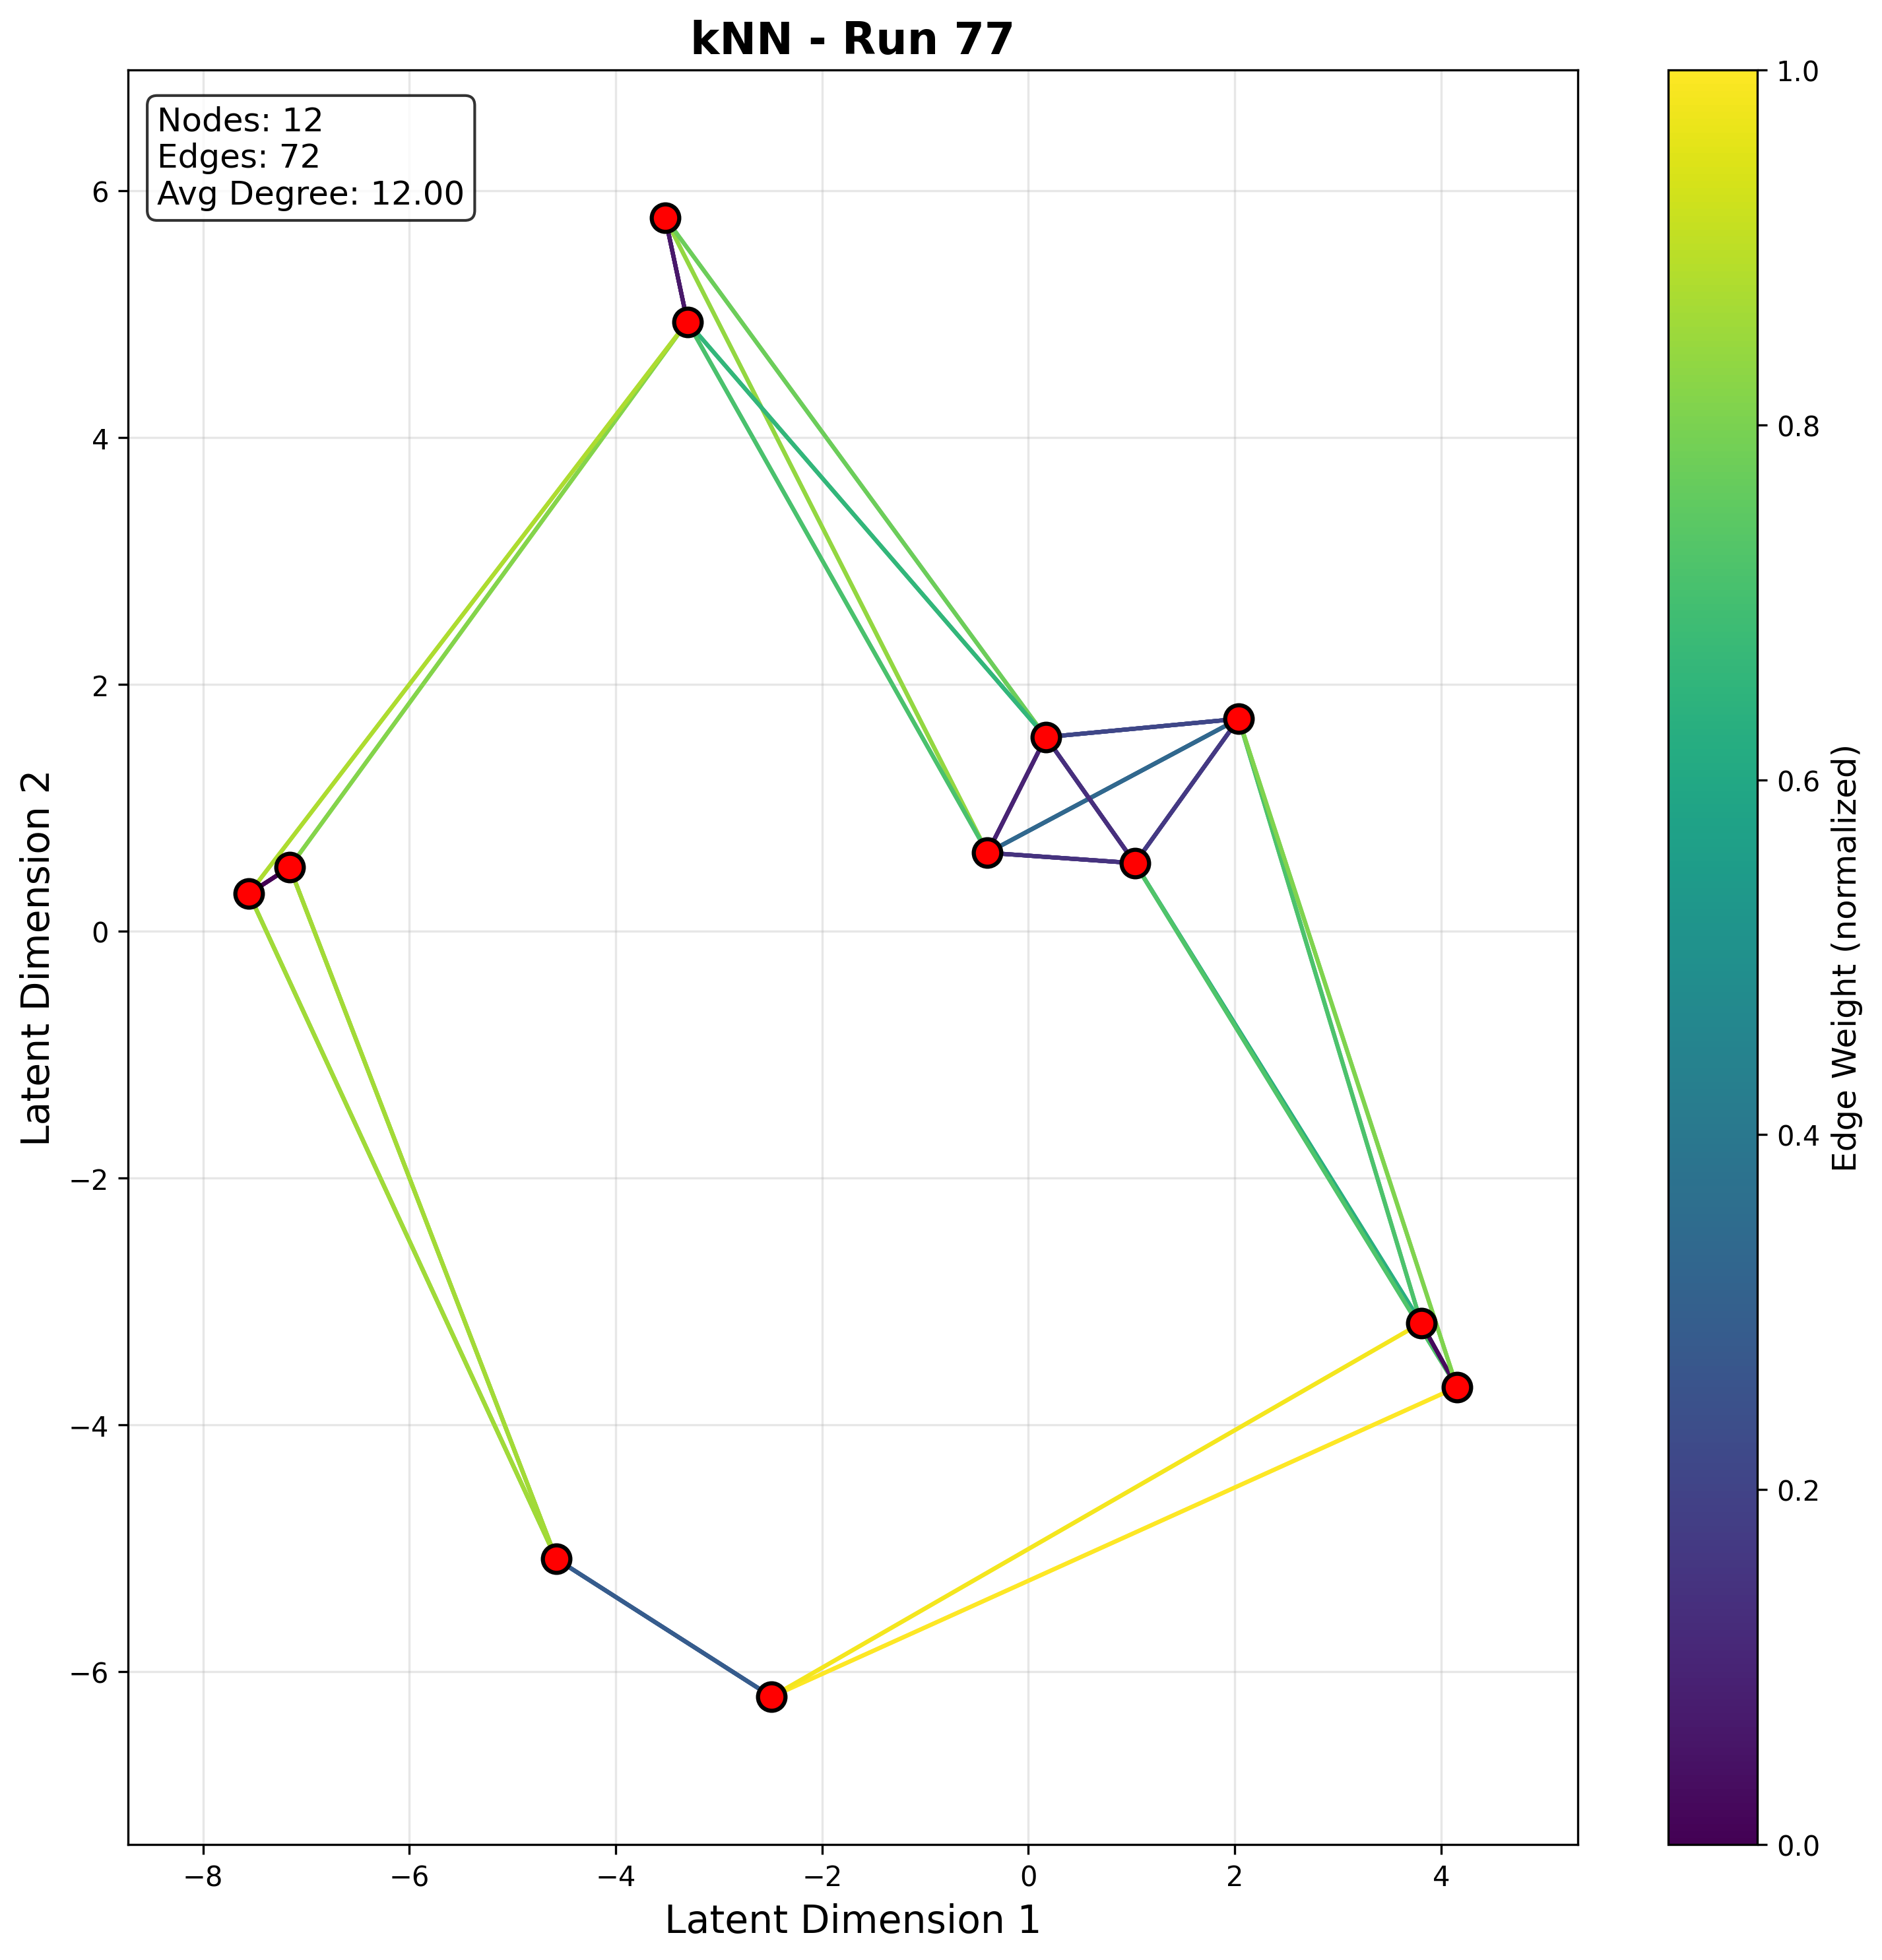 kNN - Run 77
Nodes: 12
Edges: 72
Avg Degree: 12.00
6
4
2
0
−2
−4
−6
Latent Dimension 2
−8
−6
−4
−2
0
2
4
Latent Dimension 1
1.0
0.8
0.6
0.4
0.2
0.0
Edge Weight (normalized)